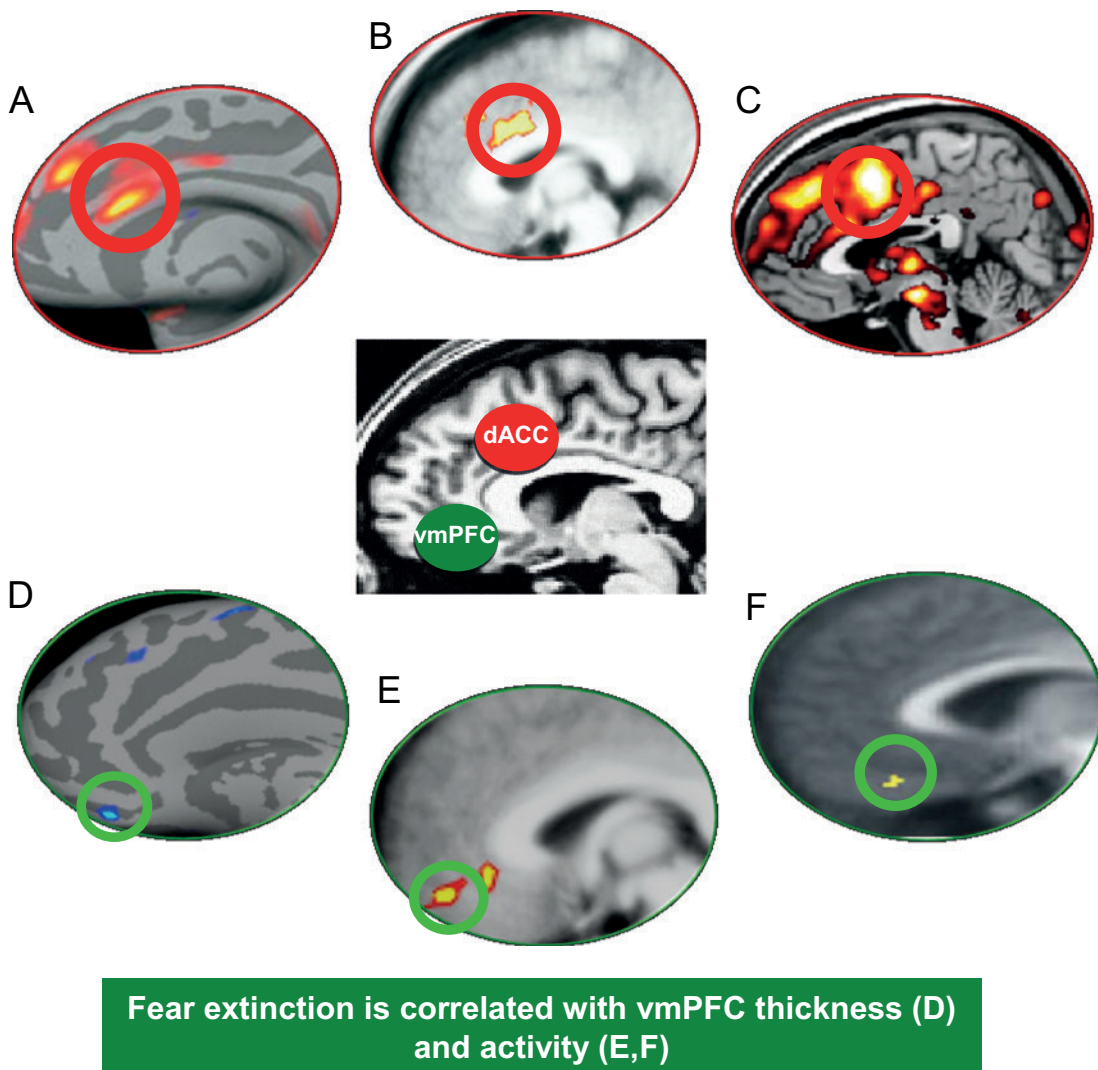 A
B
C
dACC
vmPFC
D
E
F
Fear extinction is correlated with vmPFC thickness (D)
and activity (E,F)